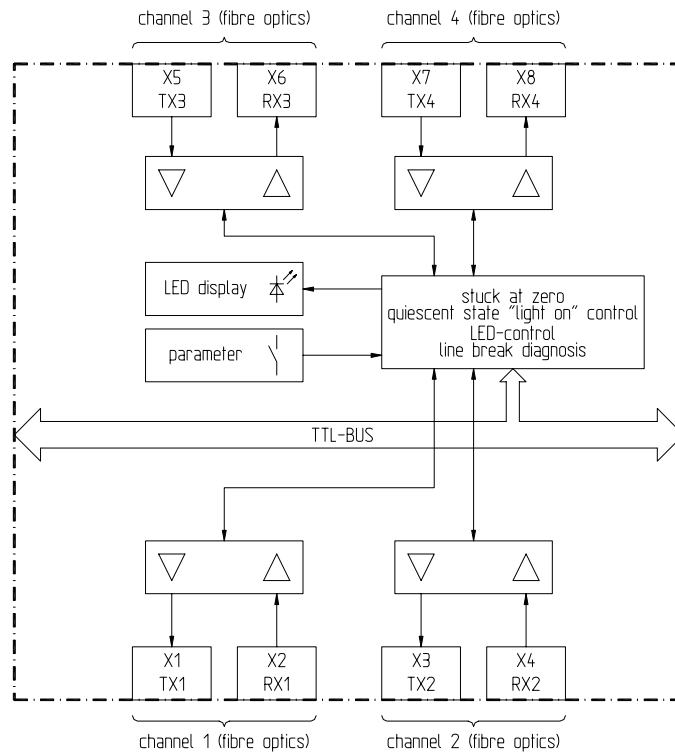 channel 3 (fibre optics)
channel 4 (fibre optics)
X5
TX3
X6
RX3
X7
TX4
X8
RX4
LED display
stuck at zero
quiescent state "light on" control
LED-control
line break diagnosis
parameter
TTL-BUS
X1
TX1
X2
RX1
X3
TX2
X4
RX2
channel 1 (fibre optics)
channel 2 (fibre optics)